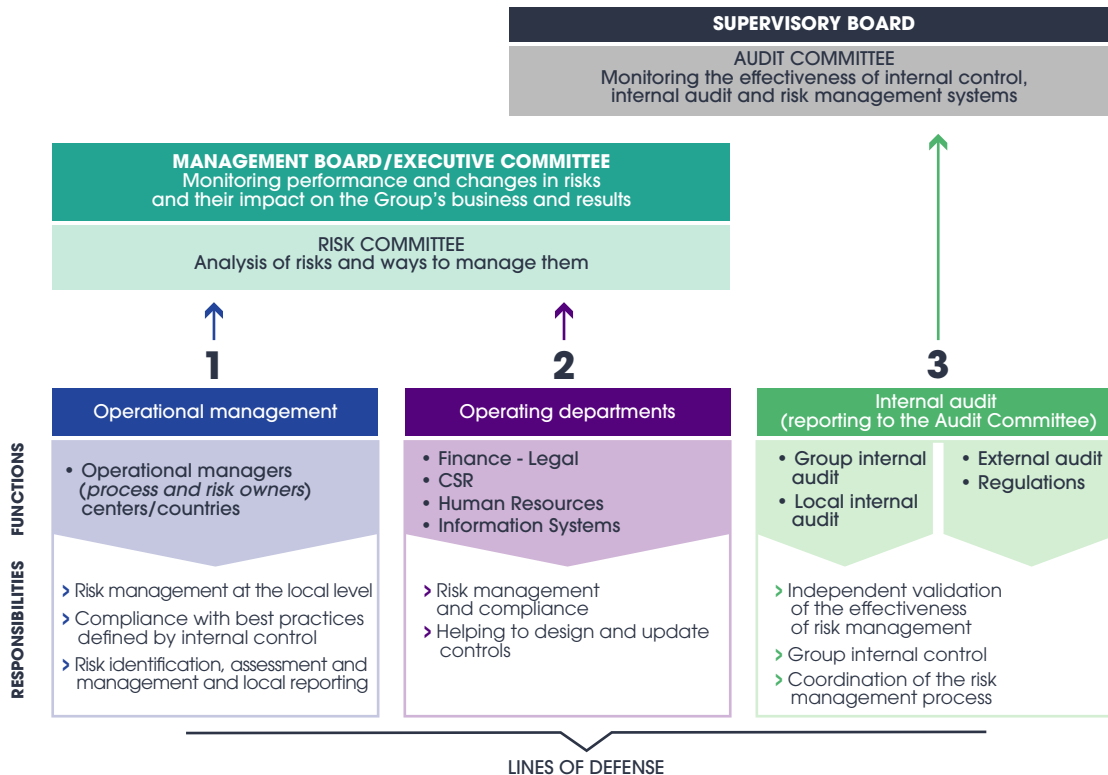 SUPERVISORY BOARD
AUDIT COMMITTEE
Monitoring the effectiveness of internal control,
internal audit and risk management systems
MANAGEMENT BOARD/EXECUTIVE COMMITTEE
Monitoring performance and changes in risks
and their impact on the Group's business and results
RISK COMMITTEE
Analysis of risks and ways to manage them
1
2
3
Operational management
Operating departments
Internal audit
(reporting to the Audit Committee)
FUNCTIONS
• Operational managers
(process and risk owners)
centers/countries
• Finance - Legal
• CSR
• Human Resources
• Information Systems
• Group internal
audit
• Local internal
audit
• External audit
• Regulations
RESPONSIBILITIES
› Risk management at the local level
› Compliance with best practices
defined by internal control
› Risk identification, assessment and
management and local reporting
› Risk management
and compliance
› Helping to design and update
controls
› Independent validation
of the effectiveness
of risk management
› Group internal control
› Coordination of the risk
management process
LINES OF DEFENSE